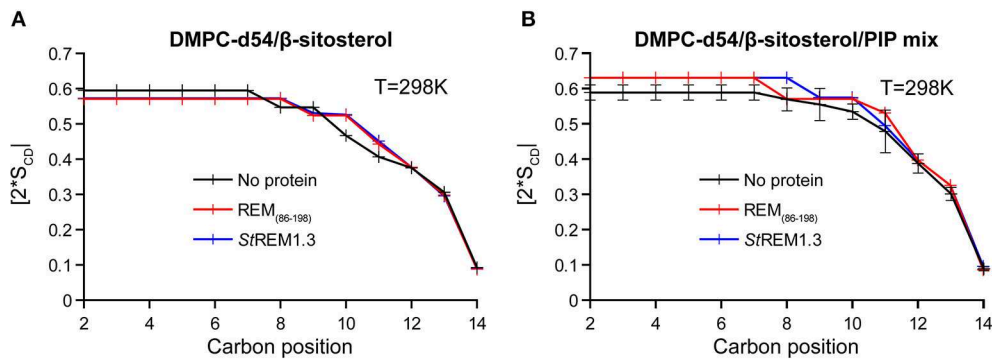 A
DMPC-d54/β-sitosterol
T=298K
[2*S_CD|
0.7
0.6
0.5
0.4
0.3
0.2
0.1
0
No protein
REM(86-198)
StREM1.3
2 4 6 8 10 12 14
Carbon position
B
DMPC-d54/β-sitosterol/PIP mix
T=298K
[2*S_CD|
0.7
0.6
0.5
0.4
0.3
0.2
0.1
0
No protein
REM(86-198)
StREM1.3
2 4 6 8 10 12 14
Carbon position